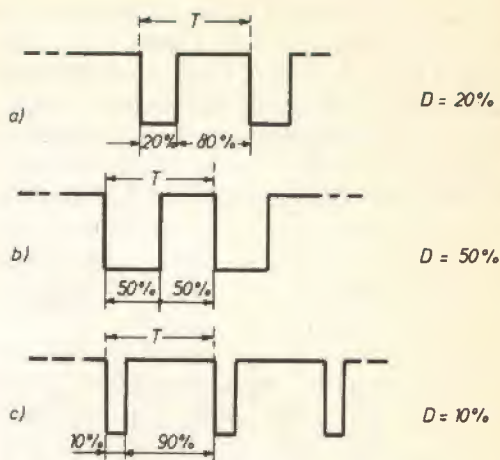 T
a)
20% 80%
D = 20%
T
b)
50% 50%
D = 50%
T
c)
10% 90%
D = 10%